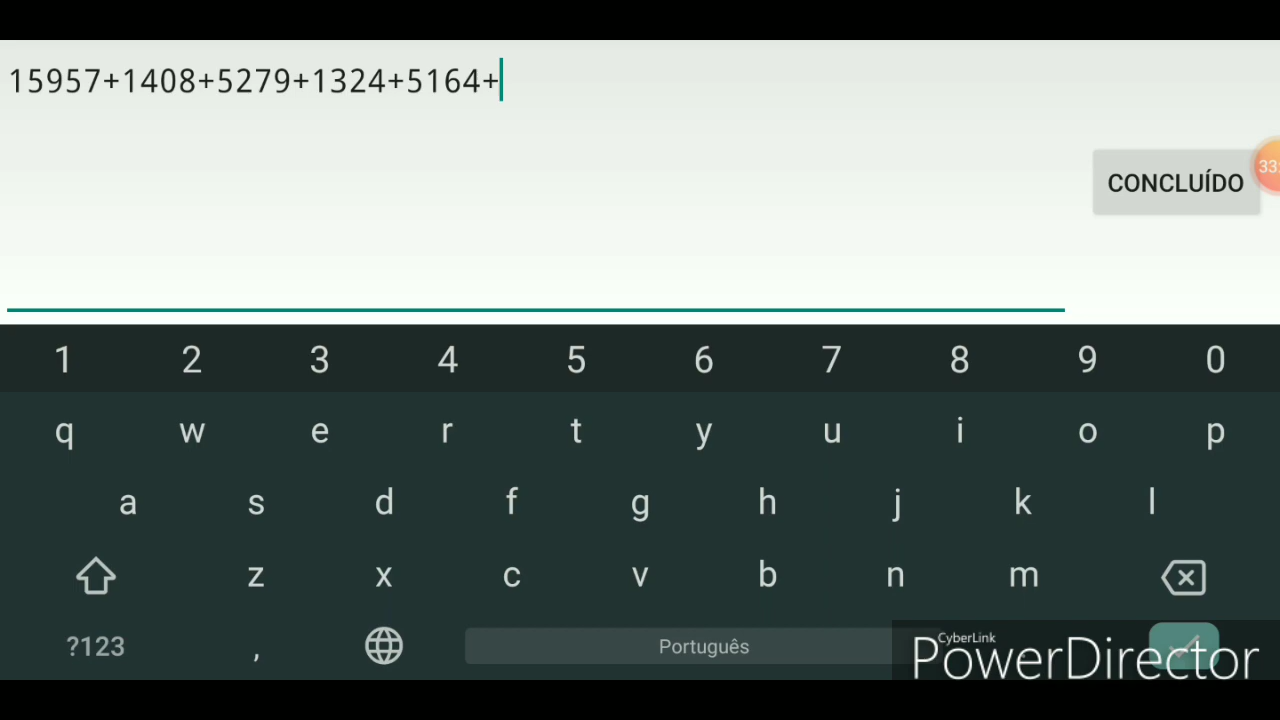 15957+1408+5279+1324+5164+
CONCLUÍDO
33:
1 2 3 4 5 6 7 8 9 0
q w e r t y u i o p
a s d f g h j k l
z x c v b n m
?123 , Português
CyberLink
PowerDirector